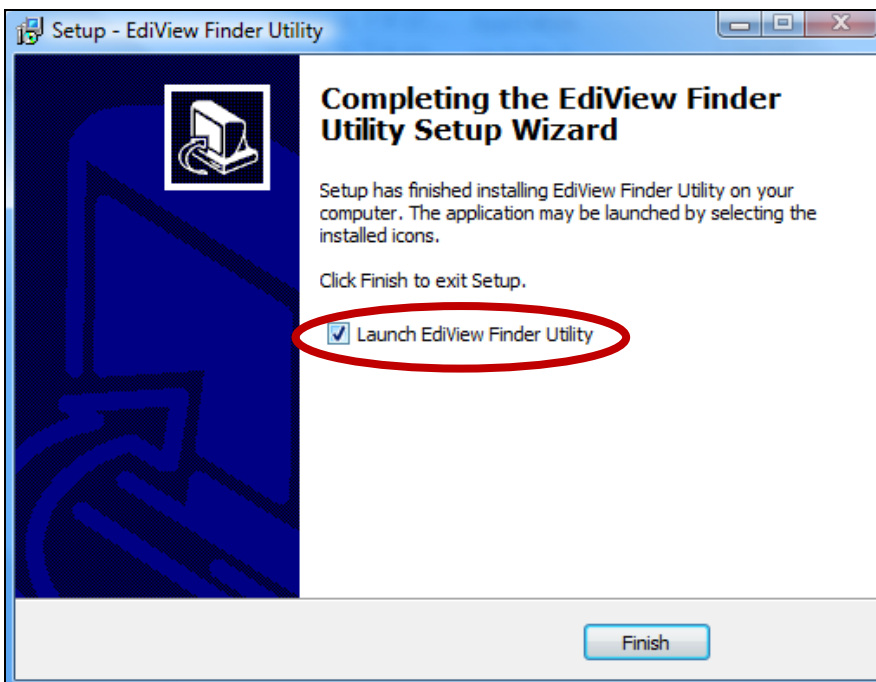 Setup - EdiView Finder Utility
Completing the EdiView Finder
Utility Setup Wizard
Setup has finished installing EdiView Finder Utility on your
computer. The application may be launched by selecting the
installed icons.
Click Finish to exit Setup.
Launch EdiView Finder Utility
Finish